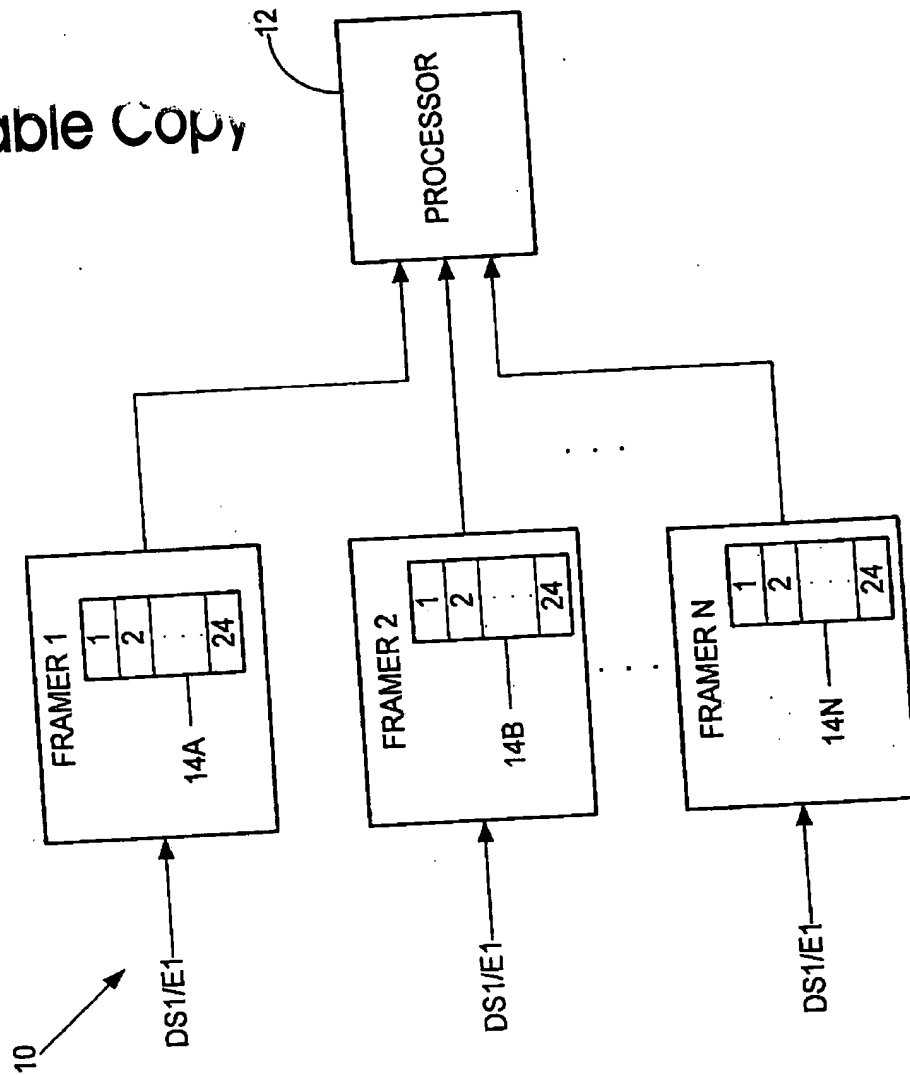 able Copy
10
12
PROCESSOR
FRAMER 1
1
2
. . .
24
14A
DS1/E1
FRAMER 2
1
2
. . .
24
14B
DS1/E1
. . .
. . .
FRAMER N
1
2
. . .
24
14N
DS1/E1